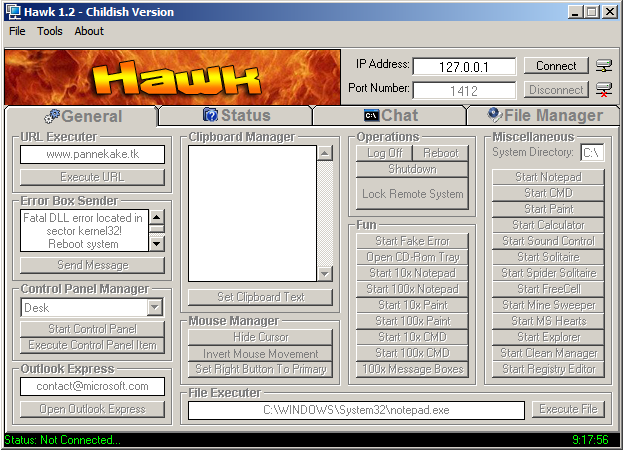 Hawk 1.2 - Childish Version
File Tools About
Hawk
IP Address: 127.0.0.1 Connect
Port Number: 1412 Disconnect
General Status Chat File Manager
URL Executer
www.pannekake.tk
Execute URL
Error Box Sender
Fatal DLL error located in
sector kernel32!
Reboot system
Send Message
Control Panel Manager
Desk
Start Control Panel
Execute Control Panel Item
Outlook Express
contact@microsoft.com
Open Outlook Express
Clipboard Manager
Set Clipboard Text
Mouse Manager
Hide Cursor
Invert Mouse Movement
Set Right Button To Primary
Operations
Log Off Reboot
Shutdown
Lock Remote System
Fun
Start Fake Error
Open CD-Rom Tray
Start 10x Notepad
Start 100x Notepad
Start 10x Paint
Start 100x Paint
Start 10x CMD
Start 100x CMD
100x Message Boxes
Miscellaneous
System Directory: C:\
Start Notepad
Start CMD
Start Paint
Start Calculator
Start Sound Control
Start Solitaire
Start Spider Solitaire
Start FreeCell
Start Mine Sweeper
Start MS Hearts
Start Explorer
Start Clean Manager
Start Registry Editor
File Executer
C:\WINDOWS\System32\notepad.exe Execute File
Status: Not Connected... 9:17:56